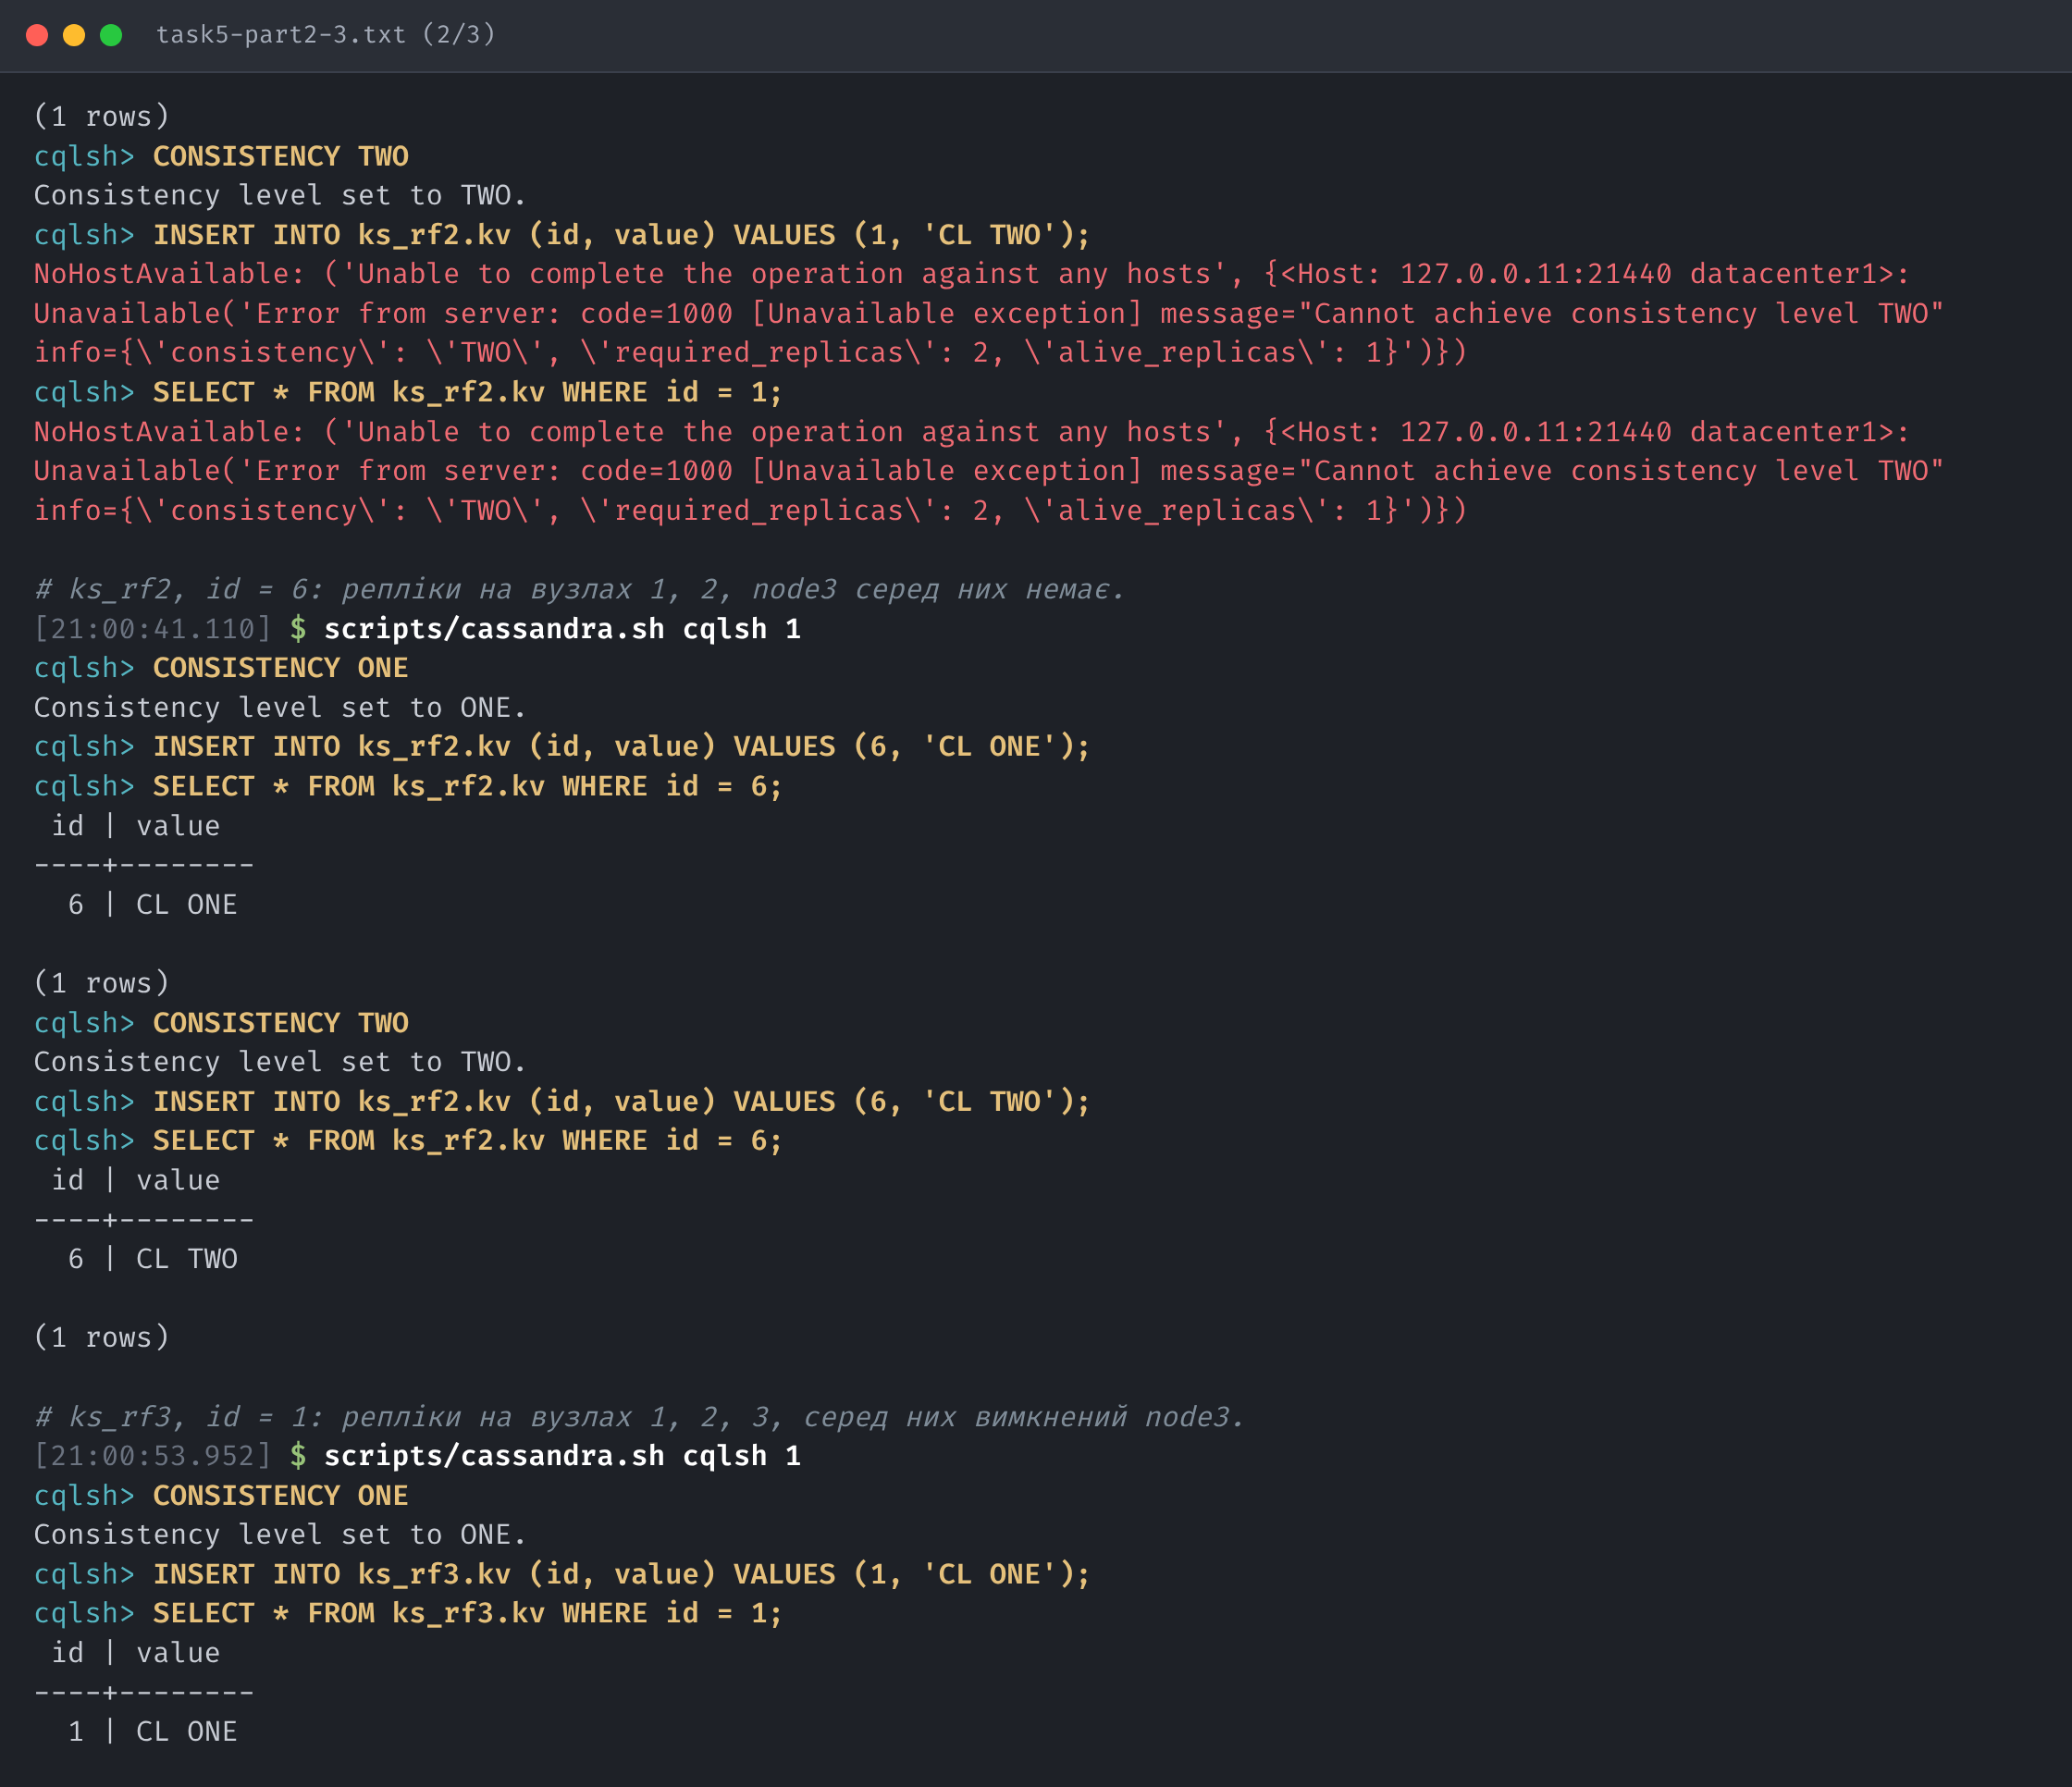 task5-part2-3.txt (2/3)
(1 rows)
cqlsh> CONSISTENCY TWO
Consistency level set to TWO.
cqlsh> INSERT INTO ks_rf2.kv (id, value) VALUES (1, 'CL TWO');
NoHostAvailable: ('Unable to complete the operation against any hosts', {<Host: 127.0.0.11:21440 datacenter1>:
Unavailable('Error from server: code=1000 [Unavailable exception] message="Cannot achieve consistency level TWO"
info={\'consistency\': \'TWO\', \'required_replicas\': 2, \'alive_replicas\': 1}')})
cqlsh> SELECT * FROM ks_rf2.kv WHERE id = 1;
NoHostAvailable: ('Unable to complete the operation against any hosts', {<Host: 127.0.0.11:21440 datacenter1>:
Unavailable('Error from server: code=1000 [Unavailable exception] message="Cannot achieve consistency level TWO"
info={\'consistency\': \'TWO\', \'required_replicas\': 2, \'alive_replicas\': 1}')})
# ks_rf2, id = 6: репліки на вузлах 1, 2, node3 серед них немає.
[21:00:41.110] $ scripts/cassandra.sh cqlsh 1
cqlsh> CONSISTENCY ONE
Consistency level set to ONE.
cqlsh> INSERT INTO ks_rf2.kv (id, value) VALUES (6, 'CL ONE');
cqlsh> SELECT * FROM ks_rf2.kv WHERE id = 6;
 id | value
----+--------
  6 | CL ONE
(1 rows)
cqlsh> CONSISTENCY TWO
Consistency level set to TWO.
cqlsh> INSERT INTO ks_rf2.kv (id, value) VALUES (6, 'CL TWO');
cqlsh> SELECT * FROM ks_rf2.kv WHERE id = 6;
 id | value
----+--------
  6 | CL TWO
(1 rows)
# ks_rf3, id = 1: репліки на вузлах 1, 2, 3, серед них вимкнений node3.
[21:00:53.952] $ scripts/cassandra.sh cqlsh 1
cqlsh> CONSISTENCY ONE
Consistency level set to ONE.
cqlsh> INSERT INTO ks_rf3.kv (id, value) VALUES (1, 'CL ONE');
cqlsh> SELECT * FROM ks_rf3.kv WHERE id = 1;
 id | value
----+--------
  1 | CL ONE